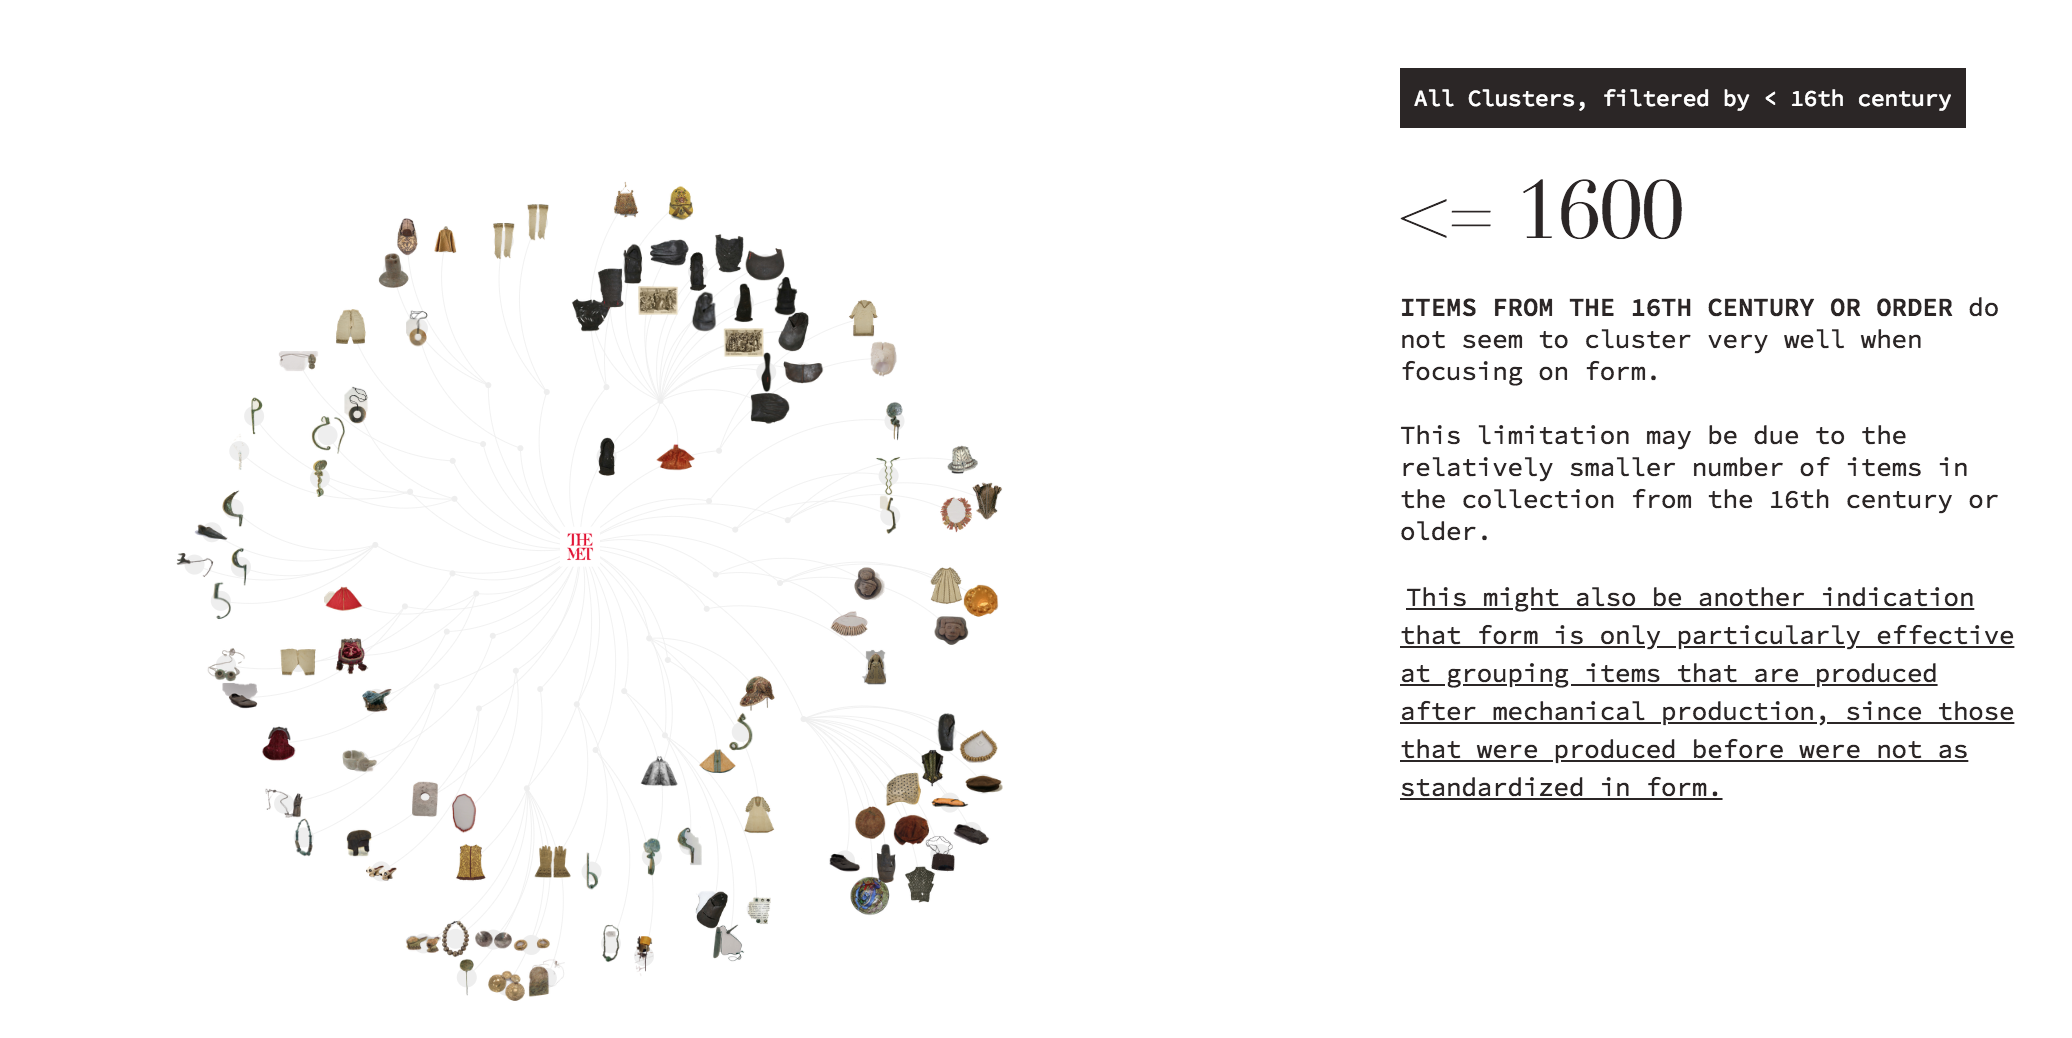 All Clusters, filtered by < 16th century
<= 1600
ITEMS FROM THE 16TH CENTURY OR ORDER do
not seem to cluster very well when
focusing on form.
This limitation may be due to the
relatively smaller number of items in
the collection from the 16th century or
older.
This might also be another indication
that form is only particularly effective
at grouping items that are produced
after mechanical production, since those
that were produced before were not as
standardized in form.
THE
MET